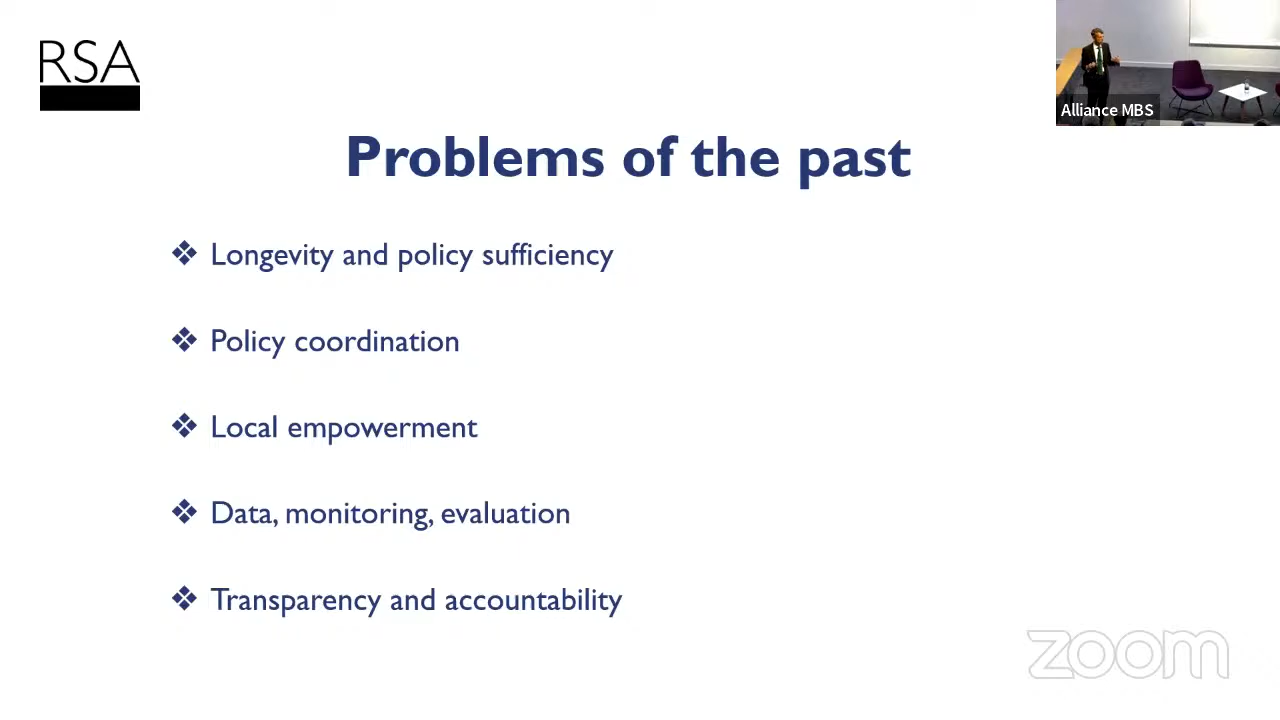 RSA
Alliance MBS
Problems of the past
Longevity and policy sufficiency
Policy coordination
Local empowerment
Data, monitoring, evaluation
Transparency and accountability
zoom